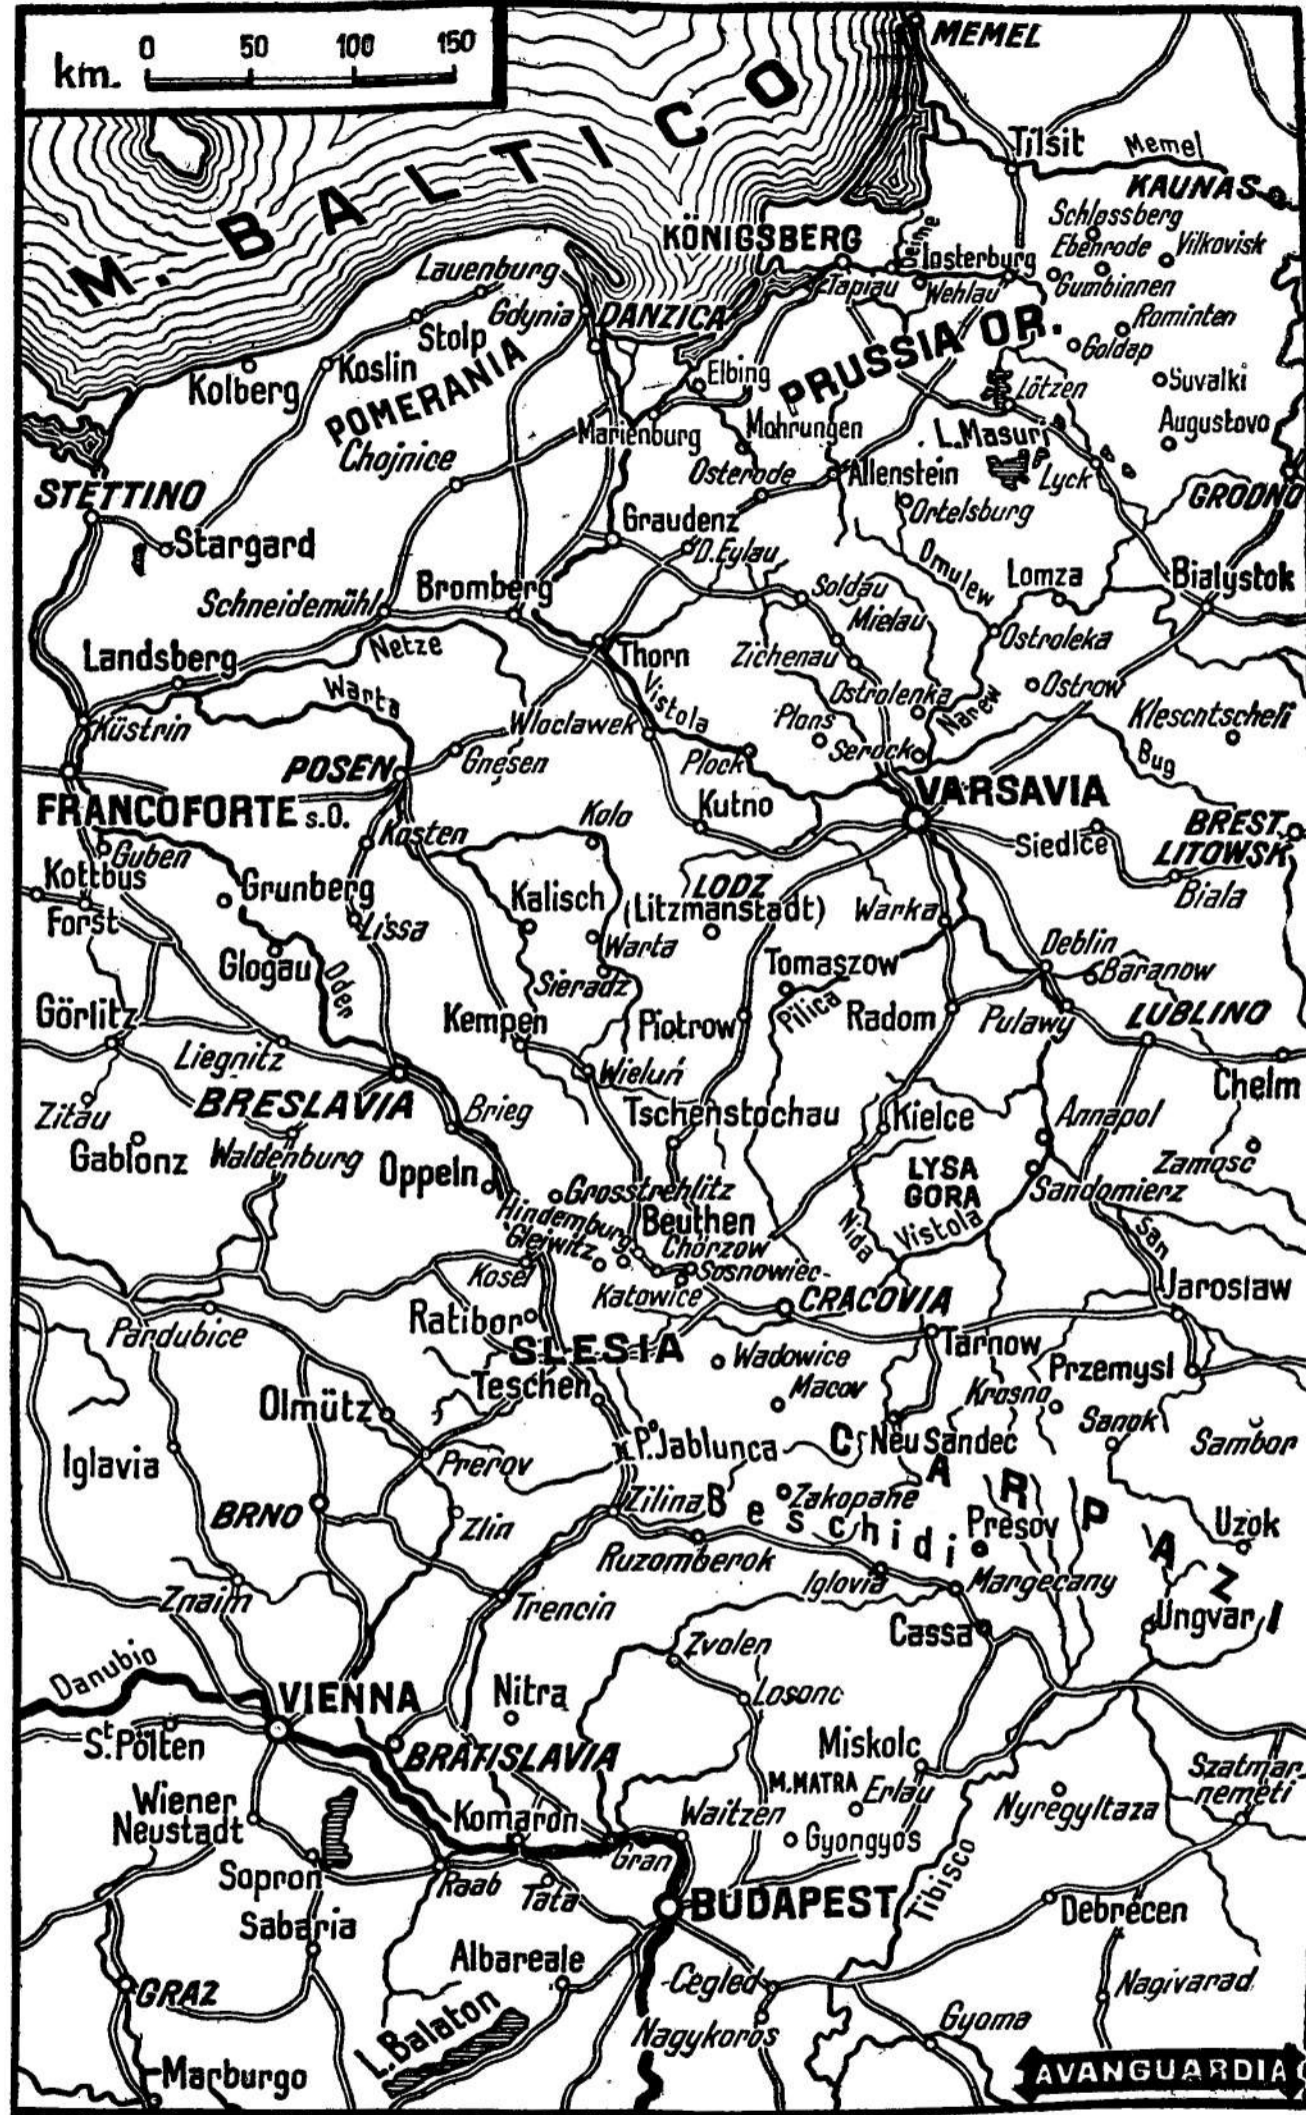 0 50 100 150
km.
M. BALTICO
MEMEL
Tilsit
Memel
KAUNAS
Schlossberg
Ebenrode
Vilkovisk
KÖNIGSBERG
Deime
Insterburg
Gumbinnen
Tapiau
Wehlau
Lauenburg
Gdynia
DANZICA
Stolp
Koslin
Kolberg
POMERANIA
PRUSSIA OR.
Rominten
Goldap
Elbing
Lötzen
Suvalki
Augustovo
Marienburg
Mohrungen
L. Masuri
Chojnice
Osterode
Allenstein
Lyck
STETTINO
GRODNO
Stargard
Graudenz
Ortelsburg
D. Eylau
Omulew
Lomza
Bialystok
Schneidemühl
Bromberg
Soldau
Mielau
Ostroleka
Netze
Landsberg
Thorn
Zichenau
Warta
Vistola
Ostrolenka
Ostrow
Küstrin
Wloclawek
Plons
Narew
Klescntscheli
Serock
Bug
POSEN
Gnesen
Plock
VARSAVIA
FRANCOFORTE s.O.
Kosten
Kolo
Kutno
Siedlce
BREST
LITOWSK
Guben
Kottbus
Grunberg
Kalisch
LODZ
(Litzmanstadt)
Warka
Biala
Forst
Lissa
Warta
Glogau
Oder
Sieradz
Tomaszow
Deblin
Baranow
Görlitz
Kempen
Piotrow
Pilica
Radom
Pulawy
LUBLINO
Liegnitz
Wieluń
Chelm
Zitau
BRESLAVIA
Brieg
Tschenstochau
Kielce
Annapol
Gablonz
Waldenburg
Oppeln
LYSA
GORA
Zamosc
Grosstrehlitz
Sandomierz
Hindemburg
Beuthen
Gleiwitz
Chorzow
Nida
Vistola
San
Kosel
Sosnowiec
Katowice
CRACOVIA
Jaroslaw
Pardubice
Ratibor
SLESIA
Wadowice
Tarnow
Przemysl
Teschen
Macov
Krosno
Olmütz
P. Jablunca
Neu Sandec
Sanok
Sambor
Iglavia
Prerov
CARPAZI
BRNO
Zlin
Zilina
Zakopane
Beschidi
Presov
Uzok
Ruzomberok
Iglovia
Margecany
Znaim
Trencin
Cassa
Ungvar
Danubio
Zvolen
VIENNA
Nitra
Losonc
St. Pölten
BRATISLAVIA
Miskolc
M. MATRA
Erlau
Szatmar-
nemeti
Wiener
Neustadt
Komaron
Waitzen
Nyregyltaza
Gyongyos
Sopron
Raab
Tata
Gran
Tibisco
BUDAPEST
Debrecen
Sabaria
Albareale
GRAZ
Cegled
Nagivarad
L. Balaton
Nagykoros
Gyoma
Marburgo
AVANGUARDIA